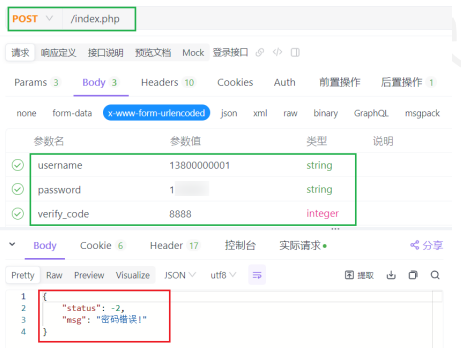 POST /index.php
请求 响应定义 接口说明 预览文档 Mock 登录接口
Params 3 Body 3 Headers 10 Cookies Auth 前置操作 后置操作 1
none form-data x-www-form-urlencoded json xml raw binary GraphQL msgpack
参数名 参数值 类型 说明
username 13800000001 string
password 1 string
verify_code 8888 integer
Body Cookie 6 Header 17 控制台 实际请求 分享
Pretty Raw Preview Visualize JSON utf8 提取
1 {
2 "status": -2,
3 "msg": "密码错误!"
4 }